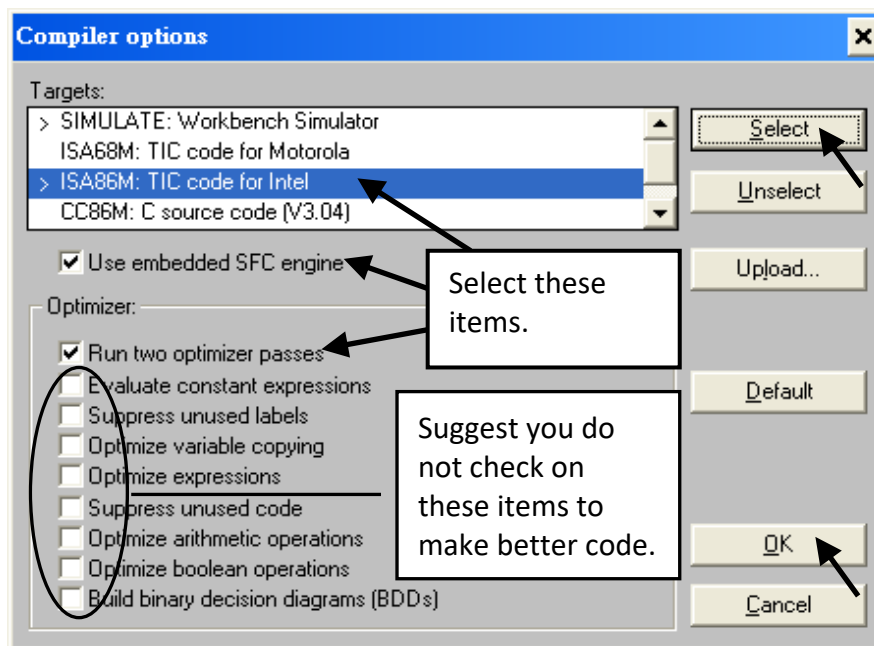 Compiler options
Targets:
> SIMULATE: Workbench Simulator
ISA68M: TIC code for Motorola
> ISA86M: TIC code for Intel
CC86M: C source code (V3.04)
Select
Unselect
Upload...
Use embedded SFC engine
Select these
items.
Optimizer:
Run two optimizer passes
Evaluate constant expressions
Suppress unused labels
Optimize variable copying
Optimize expressions
Suppress unused code
Optimize arithmetic operations
Optimize boolean operations
Build binary decision diagrams (BDDs)
Suggest you do
not check on
these items to
make better code.
Default
OK
Cancel